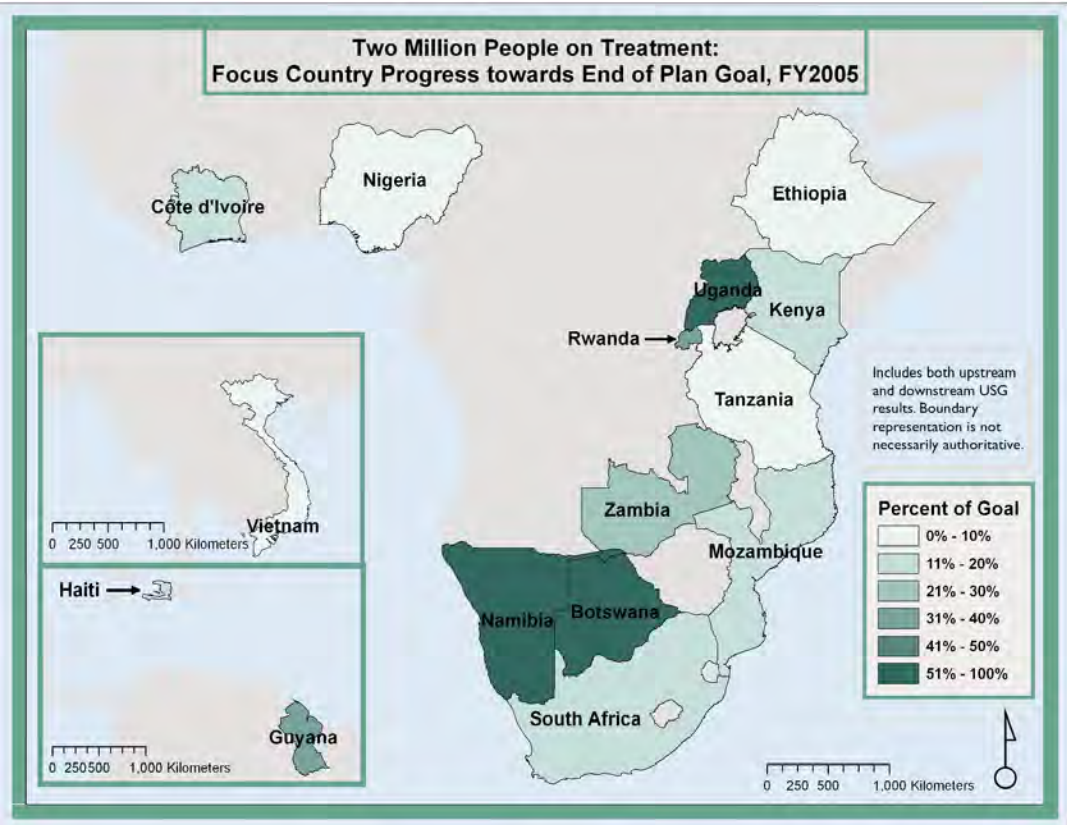 Two Million People on Treatment:
Focus Country Progress towards End of Plan Goal, FY2005
Nigeria
Côte d'Ivoire
Ethiopia
Uganda
Kenya
Rwanda
Tanzania
Includes both upstream
and downstream USG
results. Boundary
representation is not
necessarily authoritative.
Zambia
Mozambique
Namibia
Botswana
South Africa
Vietnam
0 250 500 1,000 Kilometers
Haiti
Guyana
0 250 500 1,000 Kilometers
Percent of Goal
0% - 10%
11% - 20%
21% - 30%
31% - 40%
41% - 50%
51% - 100%
0 250 500 1,000 Kilometers